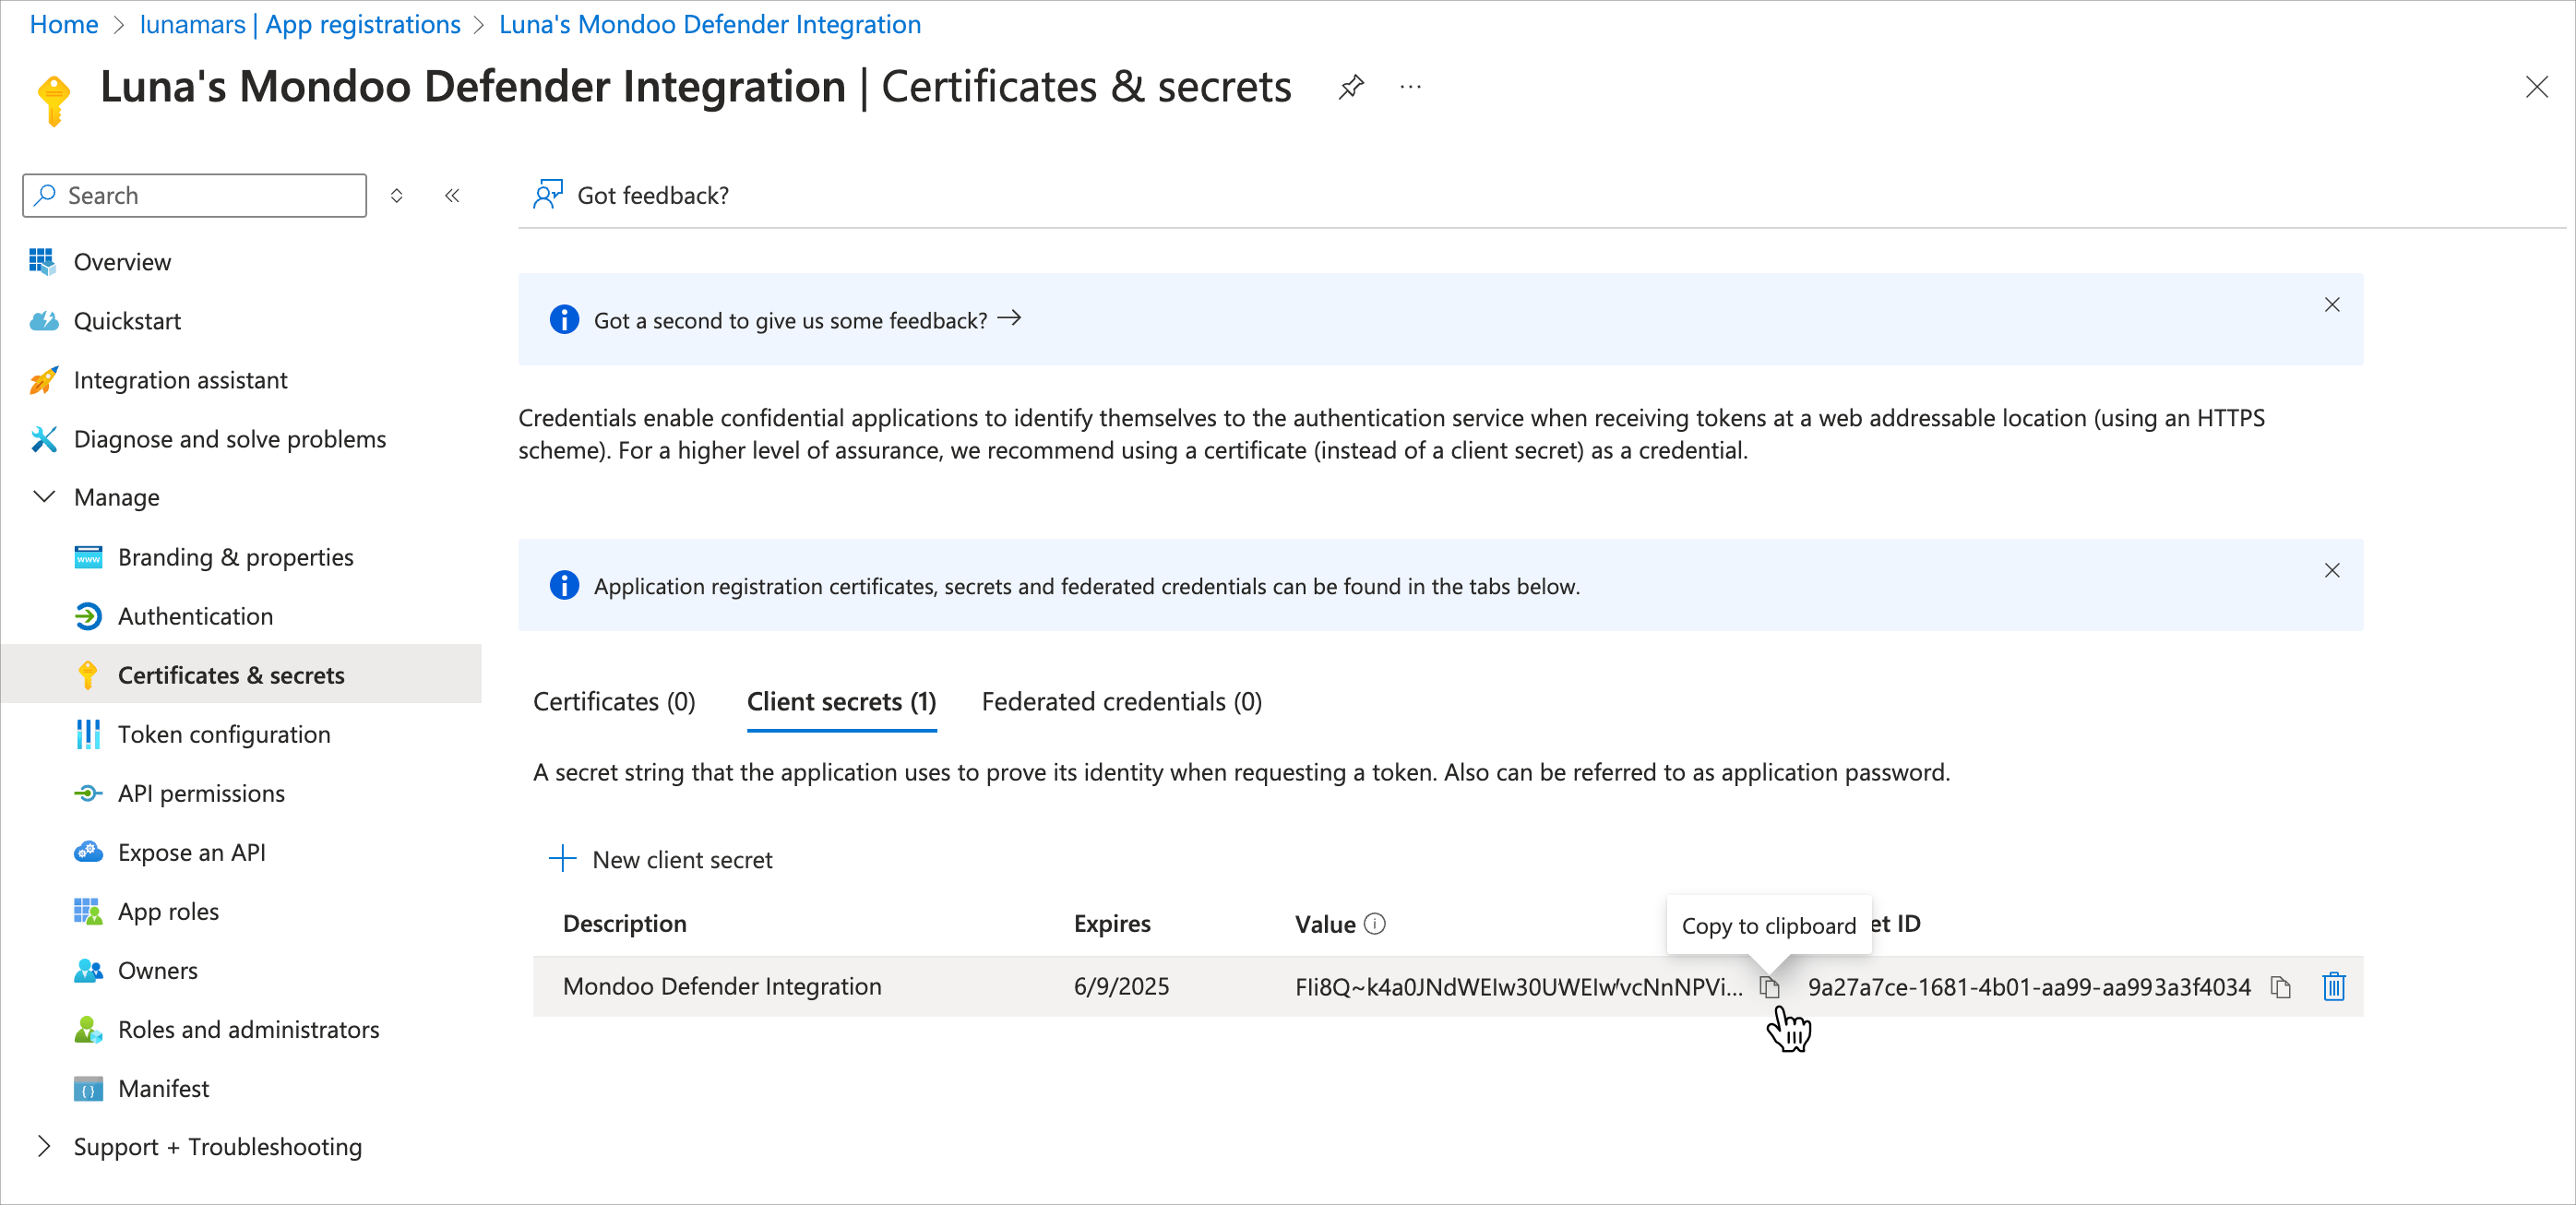 Home > lunamars | App registrations > Luna's Mondoo Defender Integration
Luna's Mondoo Defender Integration | Certificates & secrets
Search
Got feedback?
Overview
Quickstart
Integration assistant
Diagnose and solve problems
Manage
Branding & properties
Authentication
Certificates & secrets
Token configuration
API permissions
Expose an API
App roles
Owners
Roles and administrators
Manifest
Support + Troubleshooting
Got a second to give us some feedback? →
Credentials enable confidential applications to identify themselves to the authentication service when receiving tokens at a web addressable location (using an HTTPS
scheme). For a higher level of assurance, we recommend using a certificate (instead of a client secret) as a credential.
Application registration certificates, secrets and federated credentials can be found in the tabs below.
Certificates (0) Client secrets (1) Federated credentials (0)
A secret string that the application uses to prove its identity when requesting a token. Also can be referred to as application password.
New client secret
Copy to clipboard
Description Expires Value et ID
Mondoo Defender Integration 6/9/2025 9a27a7ce-1681-4b01-aa99-aa993a3f4034